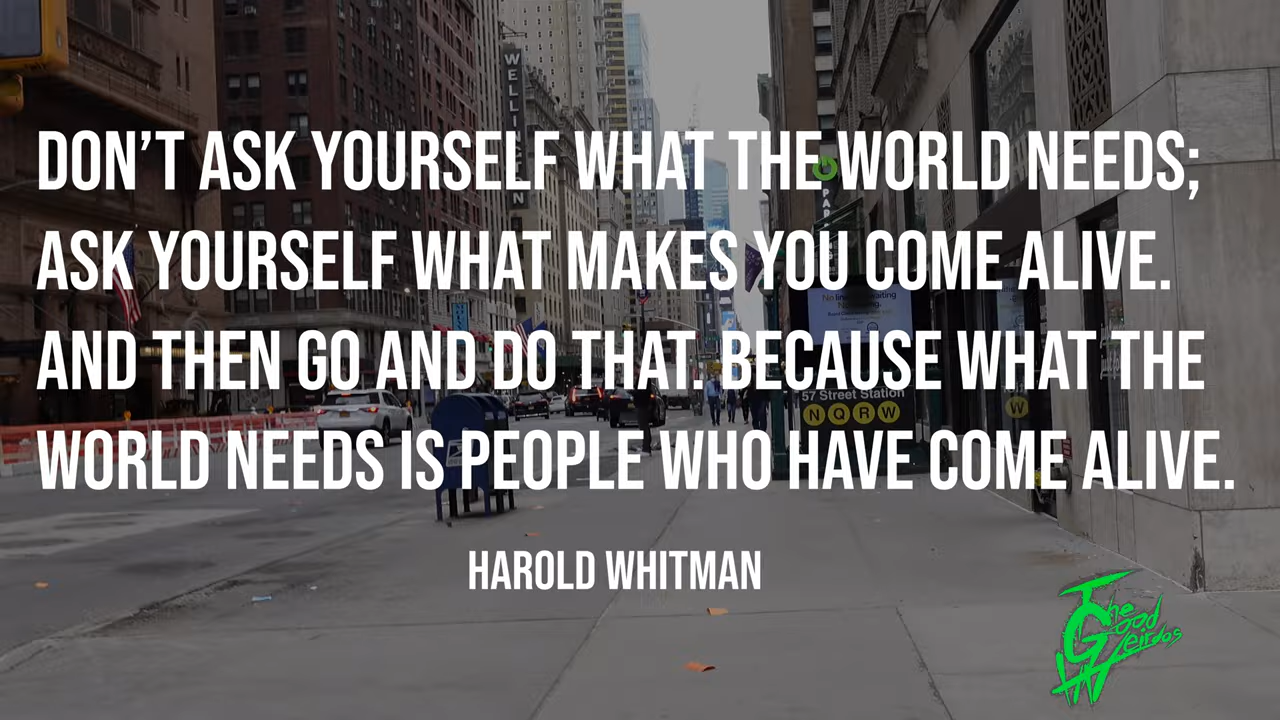 WELLINGTON
DON'T ASK YOURSELF WHAT THE WORLD NEEDS;
ASK YOURSELF WHAT MAKES YOU COME ALIVE.
AND THEN GO AND DO THAT. BECAUSE WHAT THE
WORLD NEEDS IS PEOPLE WHO HAVE COME ALIVE.
57 Street Station
N Q R W
W
HAROLD WHITMAN
The
Good
Weirdos